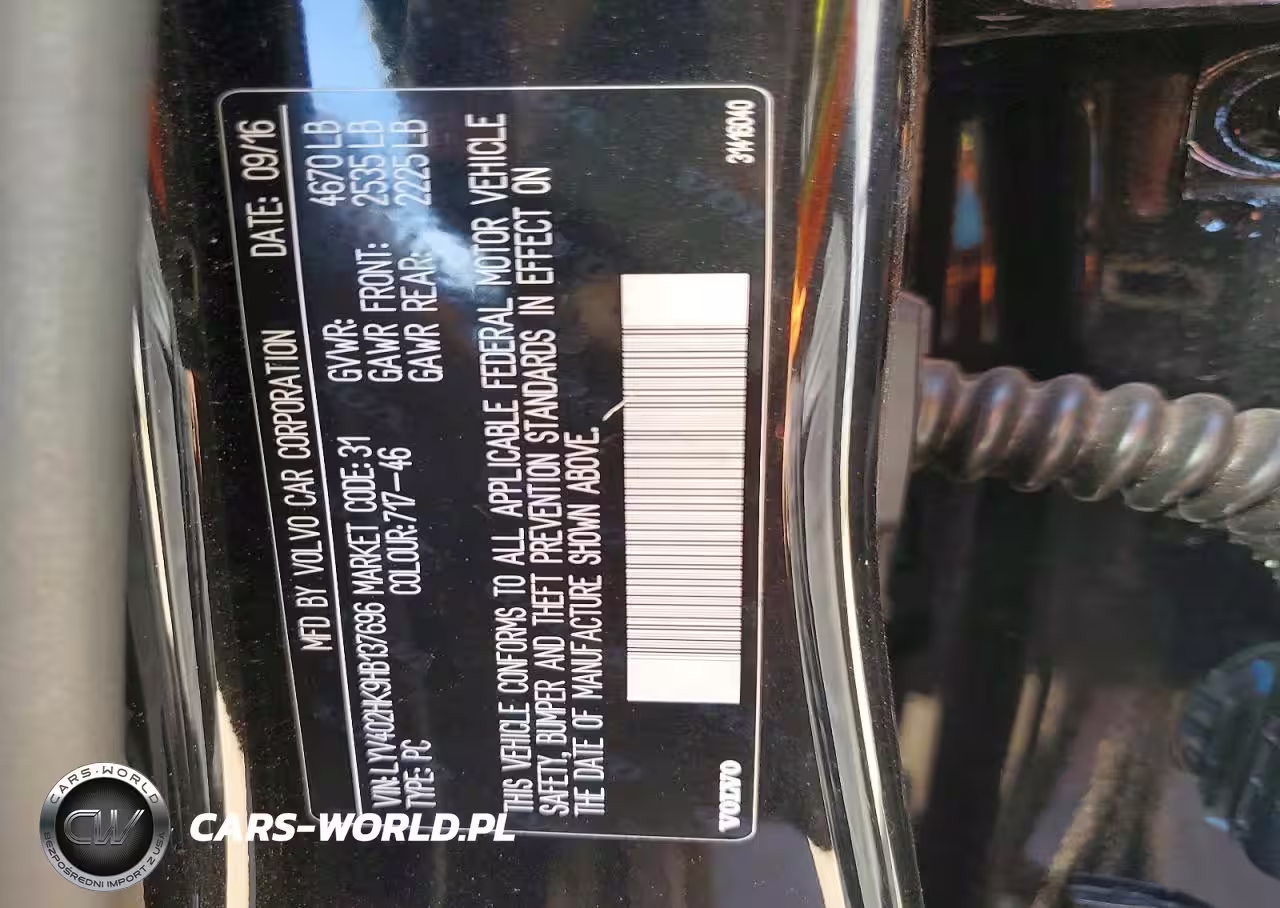 MFD BY VOLVO CAR CORPORATION DATE: 09/16
GVWR: 4670 LB
VIN: LYV402HK9HB137696 MARKET CODE: 31 GAWR FRONT: 2535 LB
TYPE: PC COLOUR: 717-46 GAWR REAR: 2225 LB
THIS VEHICLE CONFORMS TO ALL APPLICABLE FEDERAL MOTOR VEHICLE
SAFETY, BUMPER AND THEFT PREVENTION STANDARDS IN EFFECT ON
THE DATE OF MANUFACTURE SHOWN ABOVE.
VOLVO
CARS-WORLD
CW
BEZPOŚREDNI IMPORT Z USA
CARS-WORLD.PL